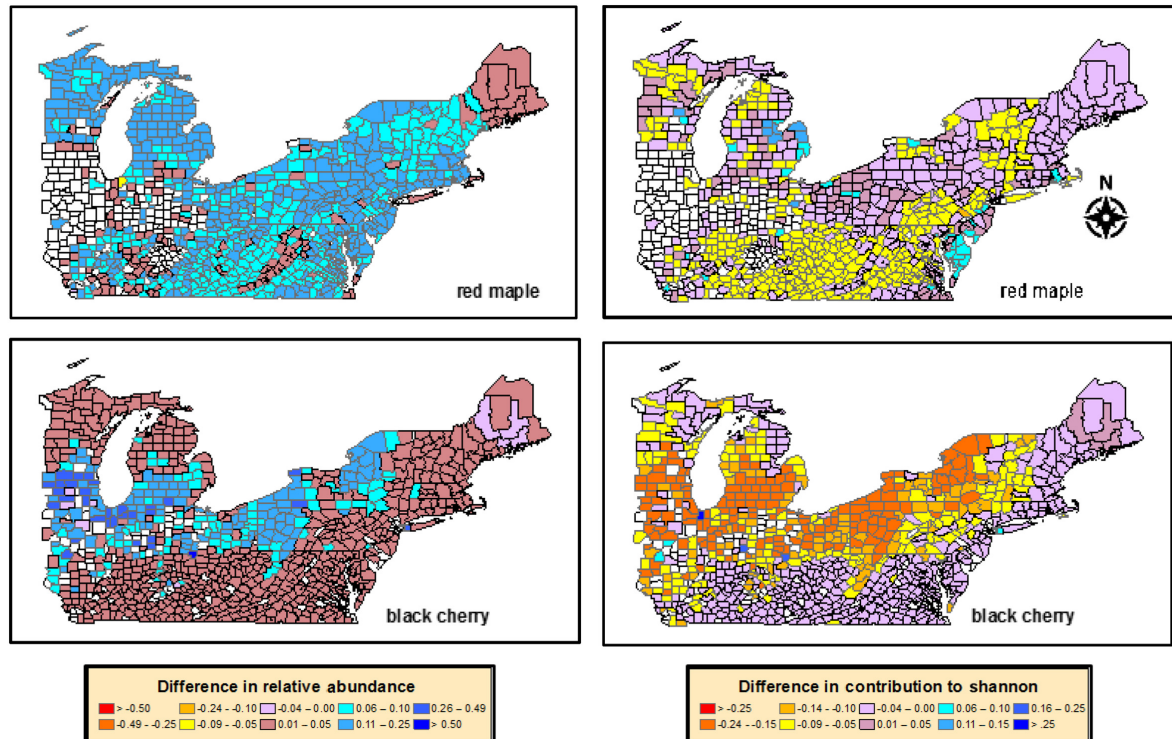 N
red maple
red maple
black cherry
black cherry
Difference in relative abundance
> -0.50
-0.24 - -0.10
-0.04 - 0.00
0.06 - 0.10
0.26 - 0.49
-0.49 - -0.25
-0.09 - -0.05
0.01 - 0.05
0.11 - 0.25
> 0.50
Difference in contribution to shannon
> -0.25
-0.14 - -0.10
-0.04 - 0.00
0.06 - 0.10
0.16 - 0.25
-0.24 - -0.15
-0.09 - -0.05
0.01 - 0.05
0.11 - 0.15
> .25